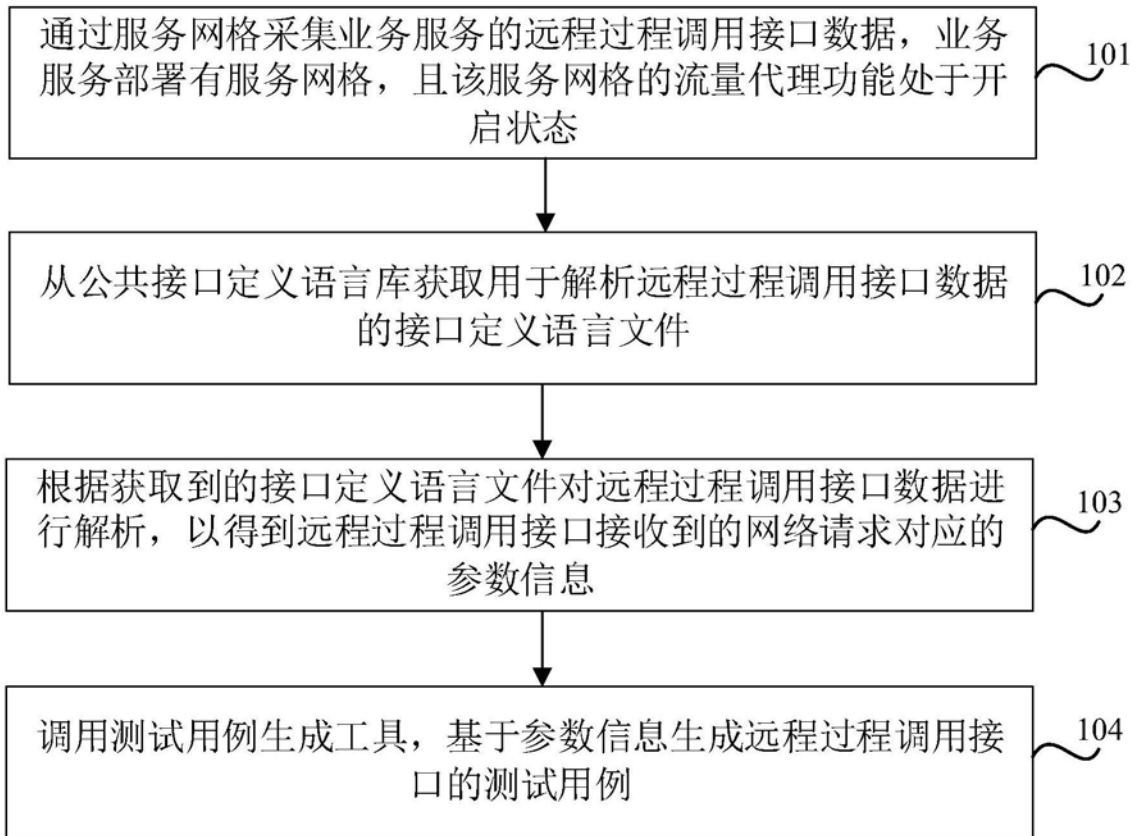 通过服务网格采集业务服务的远程过程调用接口数据，业务
服务部署有服务网格，且该服务网格的流量代理功能处于开
启状态
101
从公共接口定义语言库获取用于解析远程过程调用接口数据
的接口定义语言文件
102
根据获取到的接口定义语言文件对远程过程调用接口数据进
行解析，以得到远程过程调用接口接收到的网络请求对应的
参数信息
103
调用测试用例生成工具，基于参数信息生成远程过程调用接
口的测试用例
104